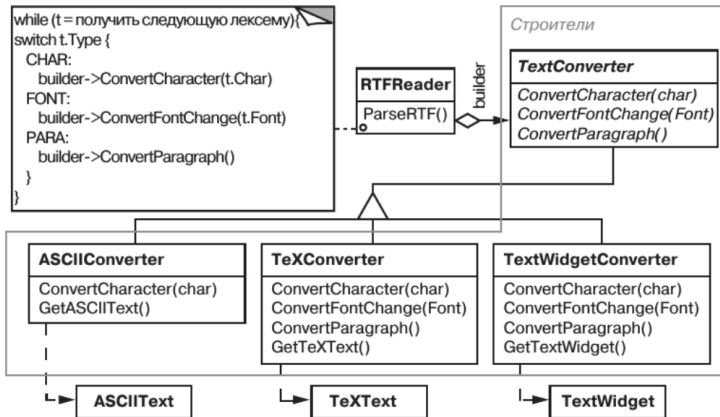 while (t = получить следующую лексему){
switch t.Type {
CHAR:
builder->ConvertCharacter(t.Char)
FONT:
builder->ConvertFontChange(t.Font)
PARA:
builder->ConvertParagraph()
}
}
RTFReader
ParseRTF()
builder
Строители
TextConverter
ConvertCharacter(char)
ConvertFontChange(Font)
ConvertParagraph()
ASCIIConverter
ConvertCharacter(char)
GetASCIIText()
TeXConverter
ConvertCharacter(char)
ConvertFontChange(Font)
ConvertParagraph()
GetTeXText()
TextWidgetConverter
ConvertCharacter(char)
ConvertFontChange(Font)
ConvertParagraph()
GetTextWidget()
ASCIIText
TeXText
TextWidget